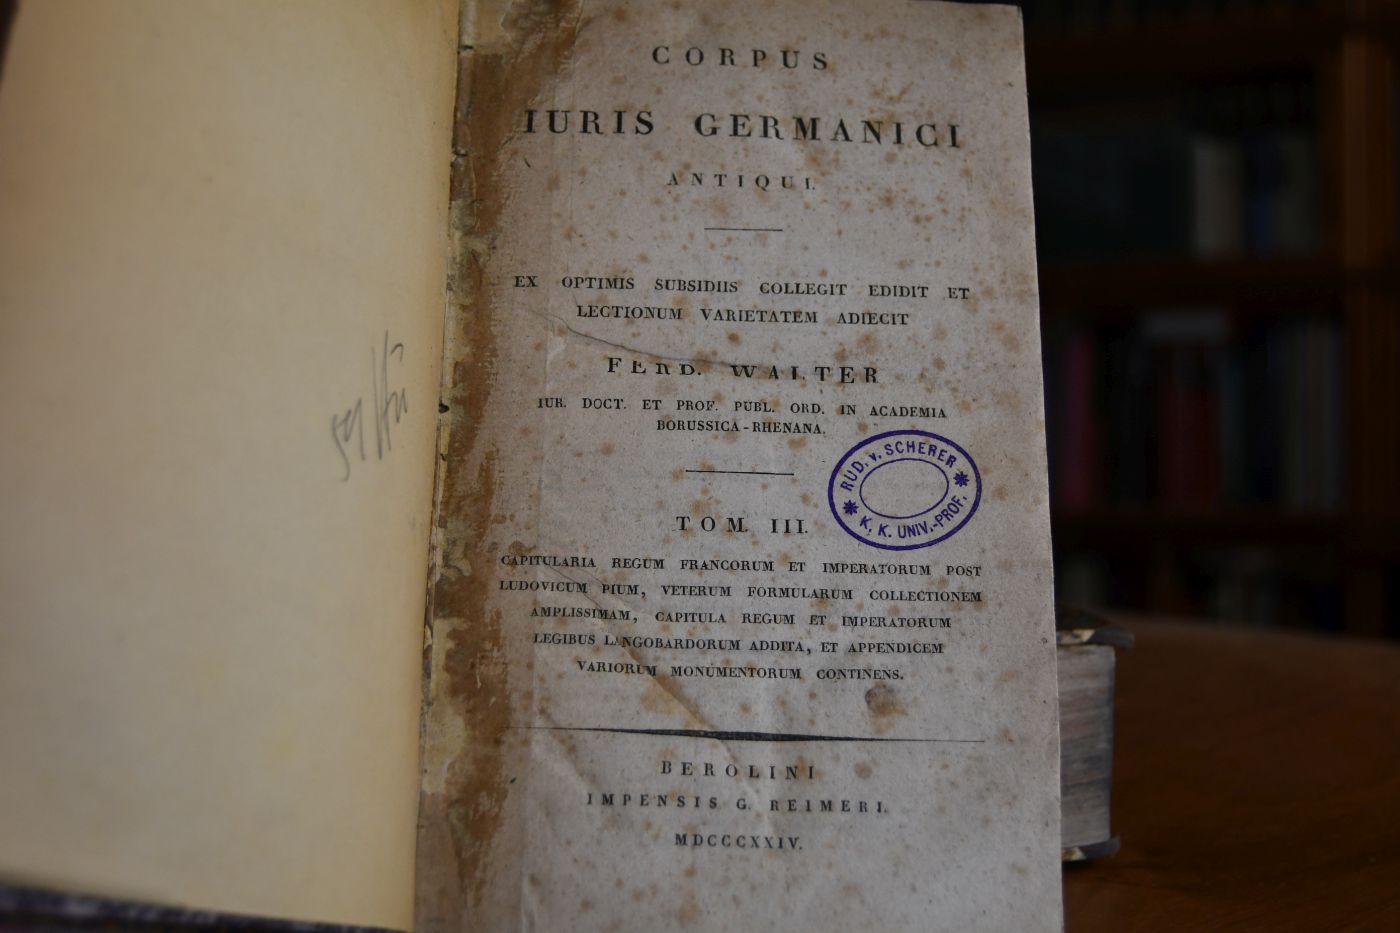 CORPUS
IURIS GERMANICI
ANTIQUI.
EX OPTIMIS SUBSIDIIS COLLEGIT EDIDIT ET
LECTIONUM VARIETATEM ADIECIT
FERD. WALTER
IUR. DOCT. ET PROF. PUBL. ORD. IN ACADEMIA
BORUSSICA-RHENANA.
RUD. v. SCHERER
K. K. UNIV.-PROF.
TOM. III.
CAPITULARIA REGUM FRANCORUM ET IMPERATORUM POST
LUDOVICUM PIUM, VETERUM FORMULARUM COLLECTIONEM
AMPLISSIMAM, CAPITULA REGUM ET IMPERATORUM
LEGIBUS LANGOBARDORUM ADDITA, ET APPENDICEM
VARIORUM MONUMENTORUM CONTINENS.
BEROLINI
IMPENSIS G. REIMERI.
MDCCCXXIV.